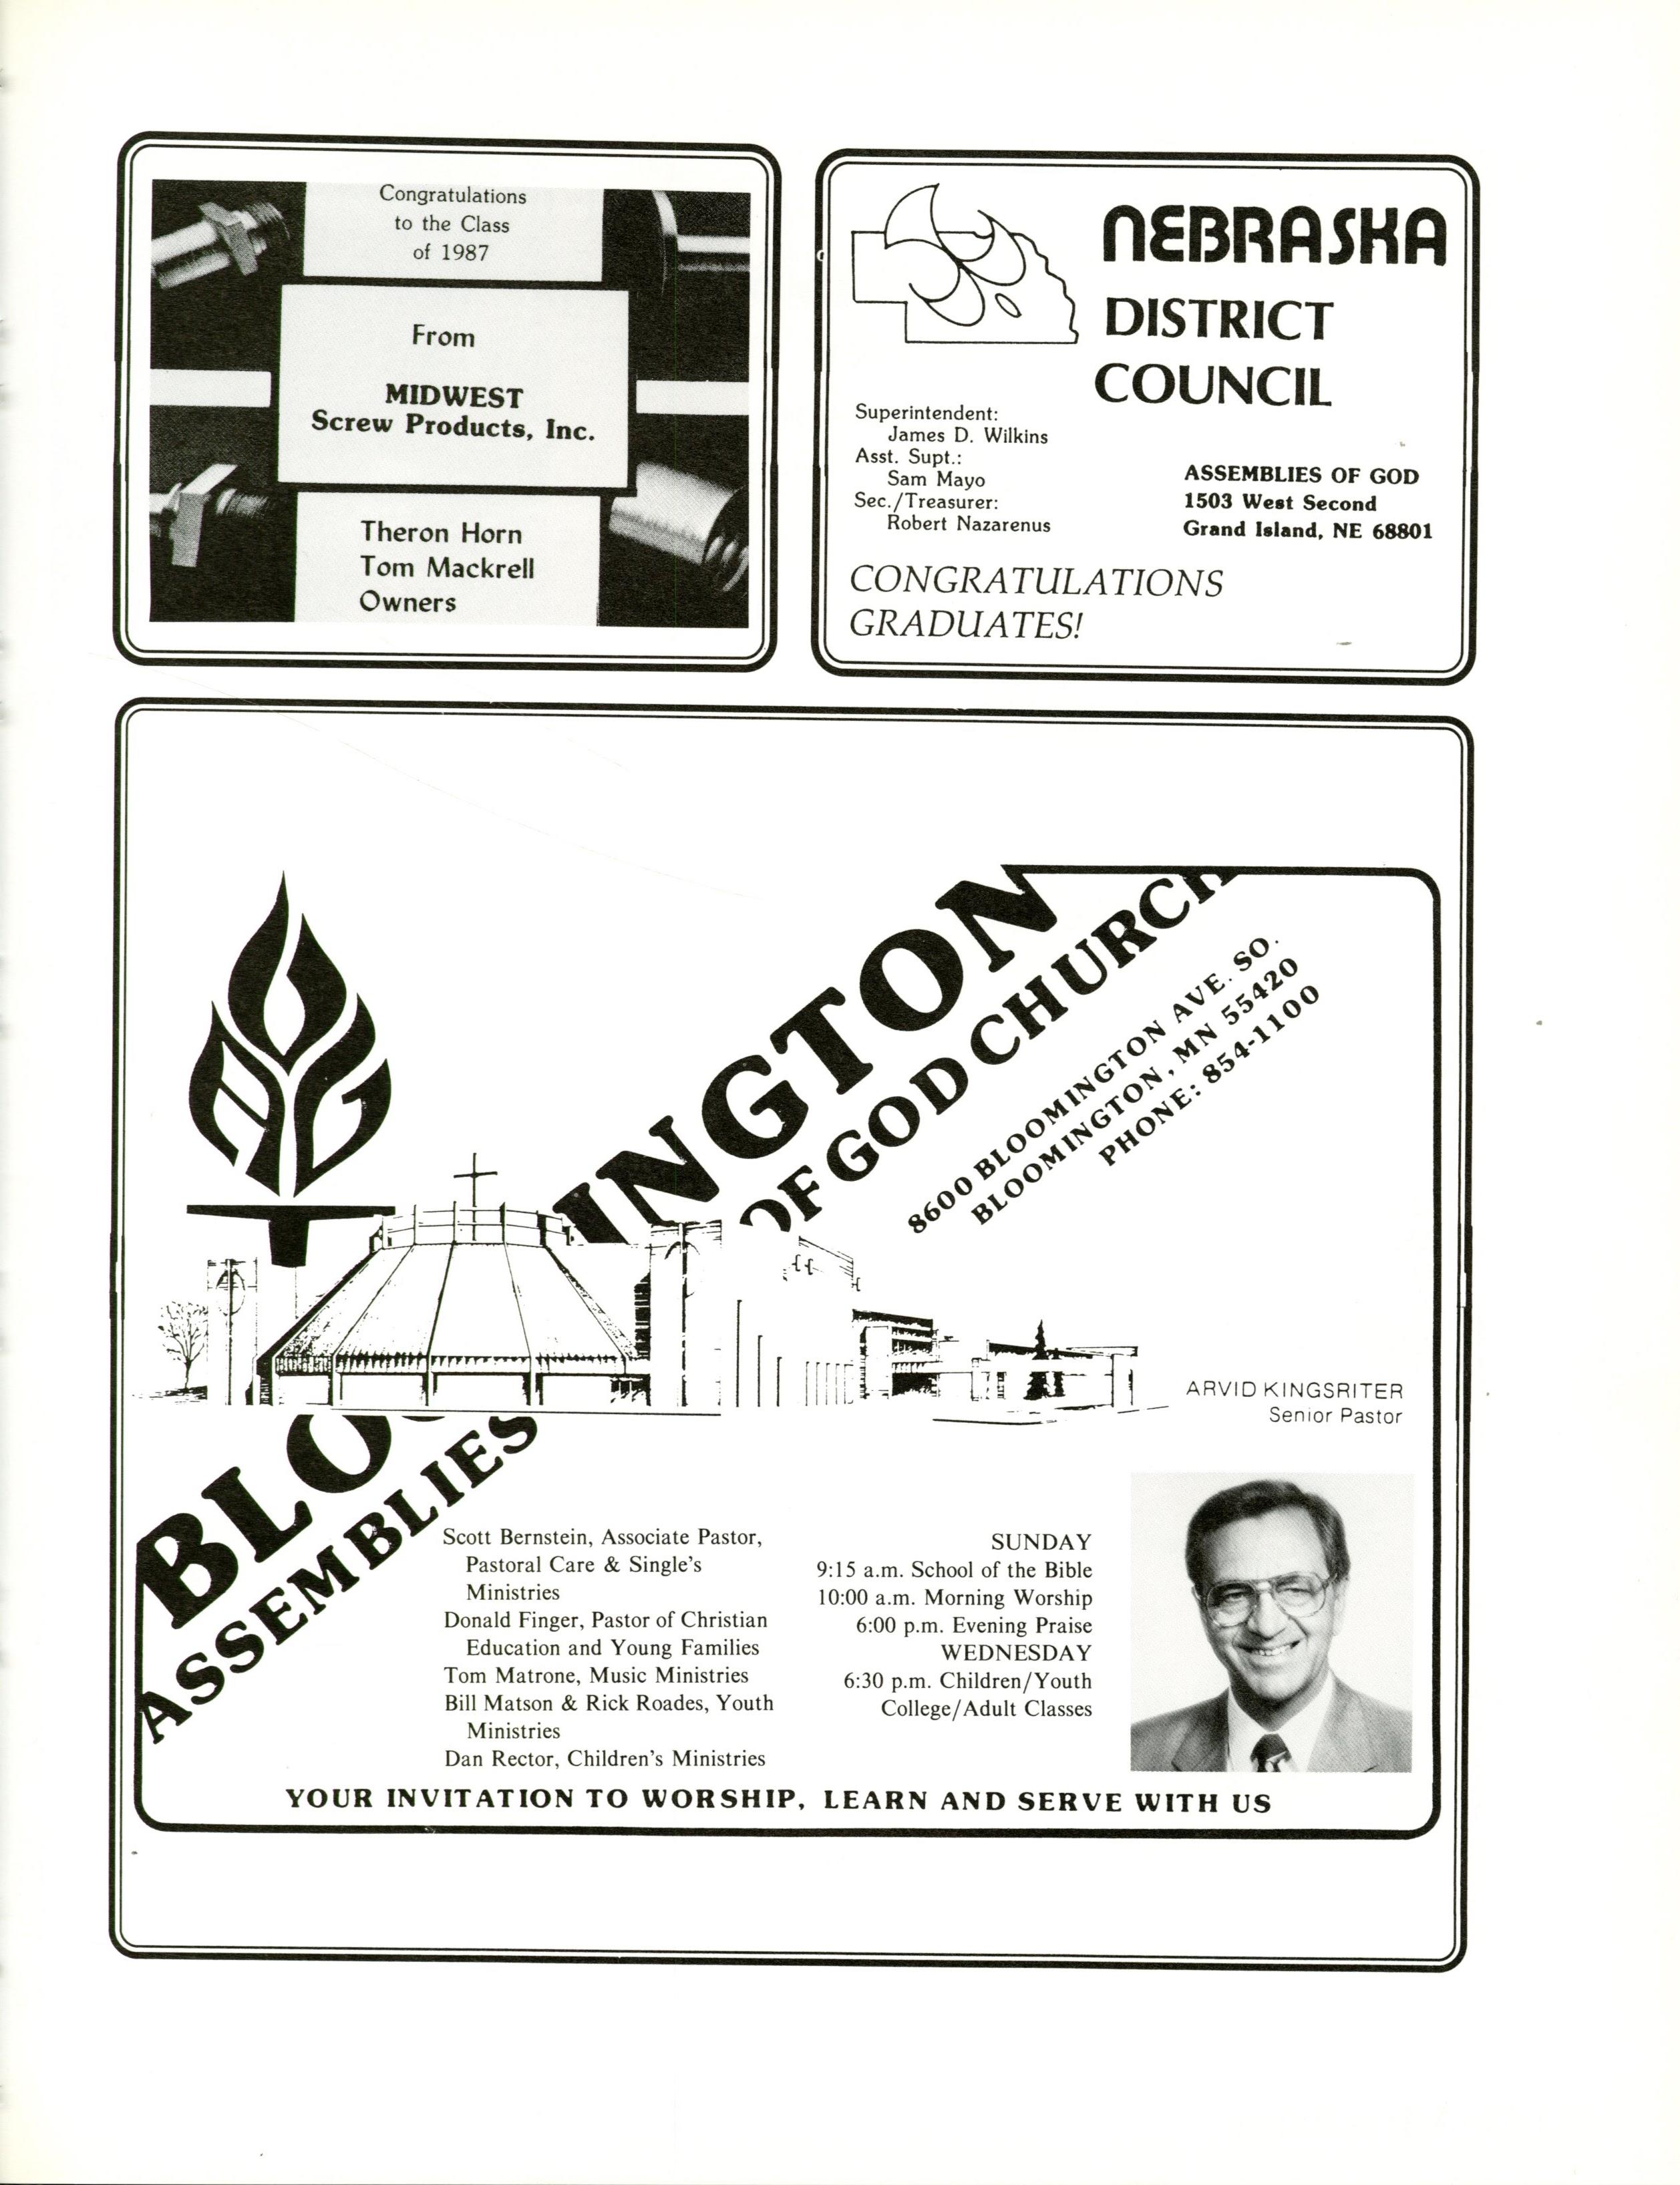 Congratulations
to the Class
of 1987
From
MIDWEST
Screw Products, Inc.
Theron Horn
Tom Mackrell
Owners
NEBRASKA
DISTRICT
COUNCIL
Superintendent:
James D. Wilkins
Asst. Supt.:
Sam Mayo
Sec./Treasurer:
Robert Nazarenus
ASSEMBLIES OF GOD
1503 West Second
Grand Island, NE 68801
CONGRATULATIONS
GRADUATES!
BLO INGTON
ASSEMBLIES OF GOD CHURCH
8600 BLOOMINGTON AVE. SO.
BLOOMINGTON, MN 55420
PHONE: 854-1100
ARVID KINGSRITER
Senior Pastor
Scott Bernstein, Associate Pastor,
Pastoral Care & Single's
Ministries
Donald Finger, Pastor of Christian
Education and Young Families
Tom Matrone, Music Ministries
Bill Matson & Rick Roades, Youth
Ministries
Dan Rector, Children's Ministries
SUNDAY
9:15 a.m. School of the Bible
10:00 a.m. Morning Worship
6:00 p.m. Evening Praise
WEDNESDAY
6:30 p.m. Children/Youth
College/Adult Classes
YOUR INVITATION TO WORSHIP, LEARN AND SERVE WITH US